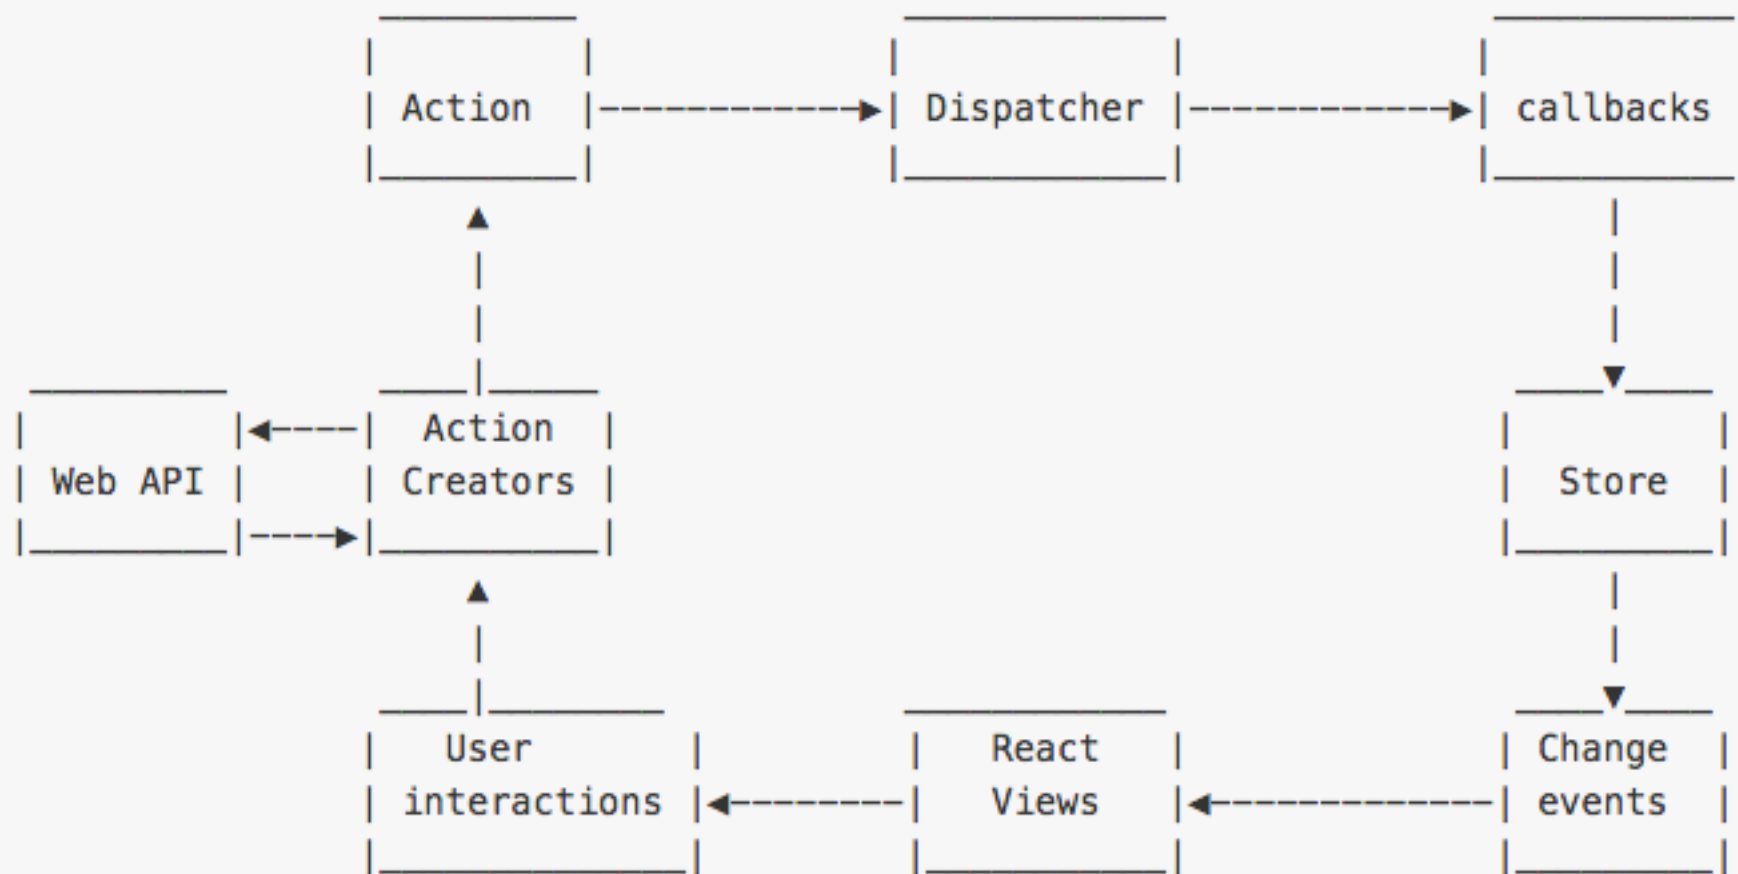 Action
Dispatcher
callbacks
Web API
Action
Creators
Store
User
interactions
React
Views
Change
events